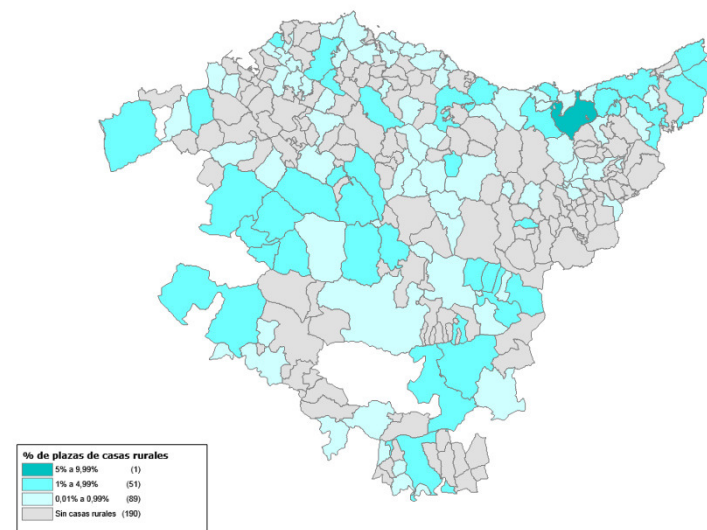 % de plazas de casas rurales
5% a 9,99% (1)
1% a 4,99% (51)
0,01% a 0,99% (89)
Sin casas rurales (190)